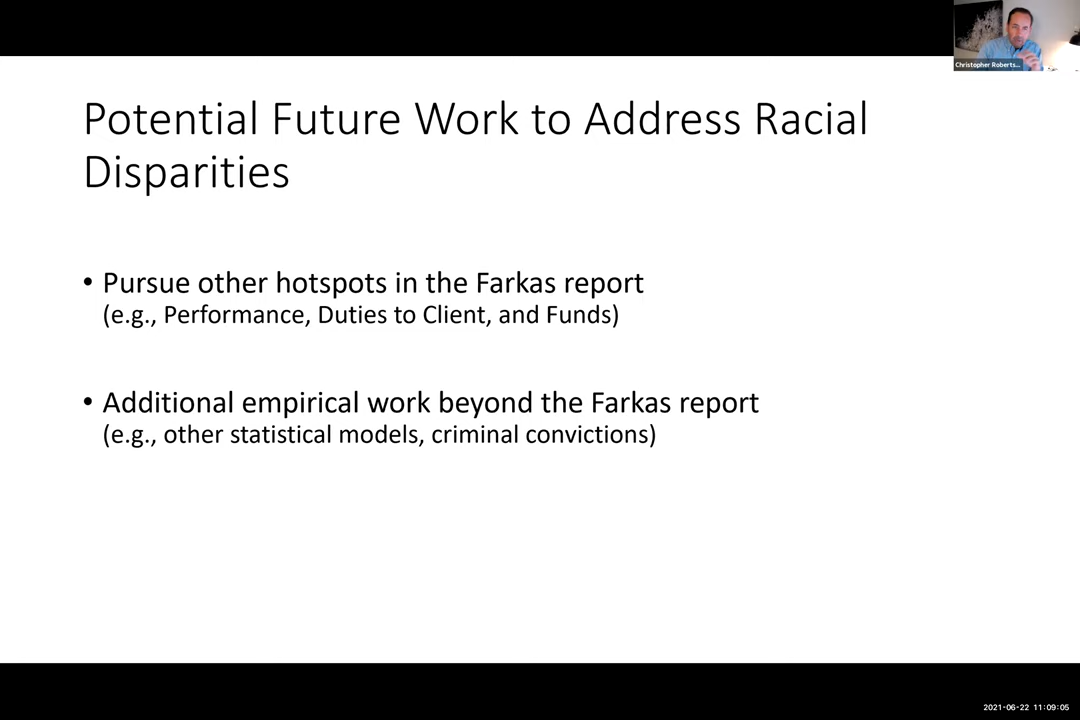 Christopher Roberts...
Potential Future Work to Address Racial
Disparities
• Pursue other hotspots in the Farkas report
(e.g., Performance, Duties to Client, and Funds)
• Additional empirical work beyond the Farkas report
(e.g., other statistical models, criminal convictions)
2021-06-22 11:09:05